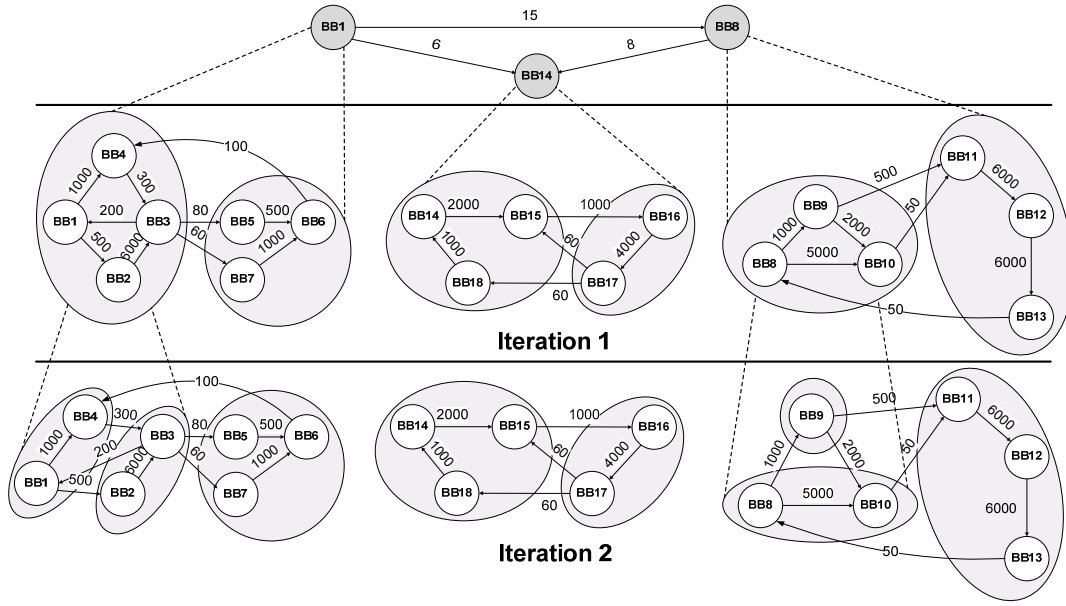 15
BB1
BB8
6
8
BB14
BB4
100
1000
300
BB1
200
BB3
80
BB5
500
BB6
500
6000
60
1000
BB2
BB7
BB14
2000
BB15
1000
BB16
1000
60
4000
BB18
60
BB17
500
BB11
6000
BB9
50
BB12
1000
2000
BB8
5000
BB10
6000
50
BB13
Iteration 1
100
BB4
300
BB3
80
BB5
500
BB6
1000
200
60
1000
BB1
500
6000
BB2
BB7
BB14
2000
BB15
1000
BB16
1000
60
4000
BB18
60
BB17
500
BB11
BB9
6000
1000
2000
50
BB12
BB8
5000
BB10
6000
50
BB13
Iteration 2